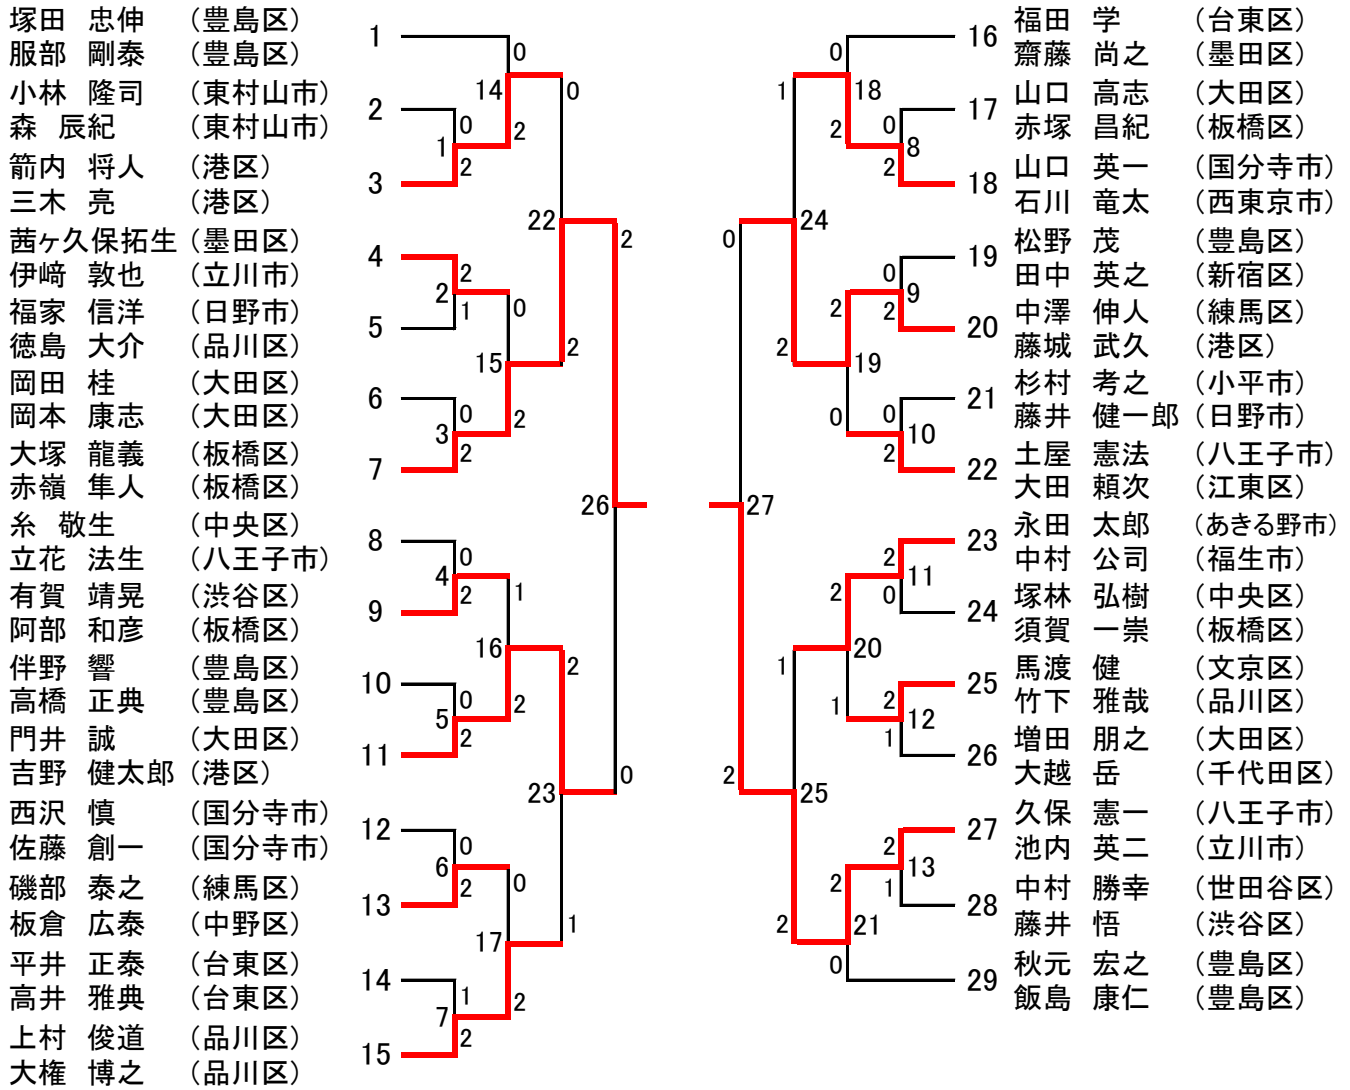 塚田 忠伸 (豊島区)
服部 剛泰 (豊島区)
1
小林 隆司 (東村山市)
森 辰紀 (東村山市)
2
箭内 将人 (港区)
三木 亮 (港区)
3
茜ヶ久保拓生 (墨田区)
伊﨑 敦也 (立川市)
4
福家 信洋 (日野市)
徳島 大介 (品川区)
5
岡田 桂 (大田区)
岡本 康志 (大田区)
6
大塚 龍義 (板橋区)
赤嶺 隼人 (板橋区)
7
糸 敬生 (中央区)
立花 法生 (八王子市)
8
有賀 靖晃 (渋谷区)
阿部 和彦 (板橋区)
9
伴野 響 (豊島区)
高橋 正典 (豊島区)
10
門井 誠 (大田区)
吉野 健太郎 (港区)
11
西沢 慎 (国分寺市)
佐藤 創一 (国分寺市)
12
磯部 泰之 (練馬区)
板倉 広泰 (中野区)
13
平井 正泰 (台東区)
高井 雅典 (台東区)
14
上村 俊道 (品川区)
大権 博之 (品川区)
15
0
14
2
0
1
2
0
22
2
2
2
1
0
15
2
2
0
3
2
26
0
4
2
1
16
2
2
0
5
2
23
0
0
6
2
0
17
2
1
1
7
2
16
福田 学 (台東区)
齋藤 尚之 (墨田区)
17
山口 高志 (大田区)
赤塚 昌紀 (板橋区)
18
山口 英一 (国分寺市)
石川 竜太 (西東京市)
19
松野 茂 (豊島区)
田中 英之 (新宿区)
20
中澤 伸人 (練馬区)
藤城 武久 (港区)
21
杉村 考之 (小平市)
藤井 健一郎 (日野市)
22
土屋 憲法 (八王子市)
大田 頼次 (江東区)
23
永田 太郎 (あきる野市)
中村 公司 (福生市)
24
塚林 弘樹 (中央区)
須賀 一崇 (板橋区)
25
馬渡 健 (文京区)
竹下 雅哉 (品川区)
26
増田 朋之 (大田区)
大越 岳 (千代田区)
27
久保 憲一 (八王子市)
池内 英二 (立川市)
28
中村 勝幸 (世田谷区)
藤井 悟 (渋谷区)
29
秋元 宏之 (豊島区)
飯島 康仁 (豊島区)
0
1
18
2
0
8
2
24
0
0
9
2
2
2
19
0
0
10
2
27
2
11
0
2
20
1
1
2
12
1
2
25
2
13
1
2
21
2
0